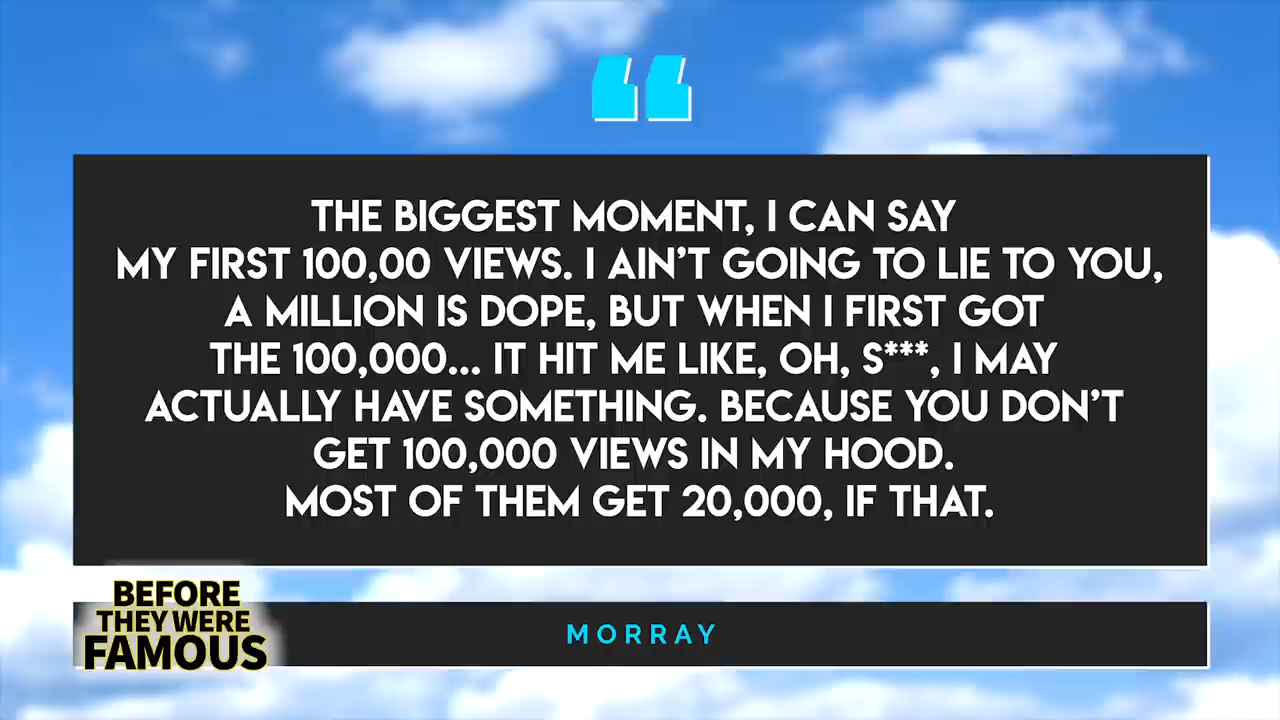 “
THE BIGGEST MOMENT, I CAN SAY
MY FIRST 100,00 VIEWS. I AIN’T GOING TO LIE TO YOU,
A MILLION IS DOPE, BUT WHEN I FIRST GOT
THE 100,000... IT HIT ME LIKE, OH, S***, I MAY
ACTUALLY HAVE SOMETHING. BECAUSE YOU DON’T
GET 100,000 VIEWS IN MY HOOD.
MOST OF THEM GET 20,000, IF THAT.
BEFORE
THEY WERE
FAMOUS
MORRAY